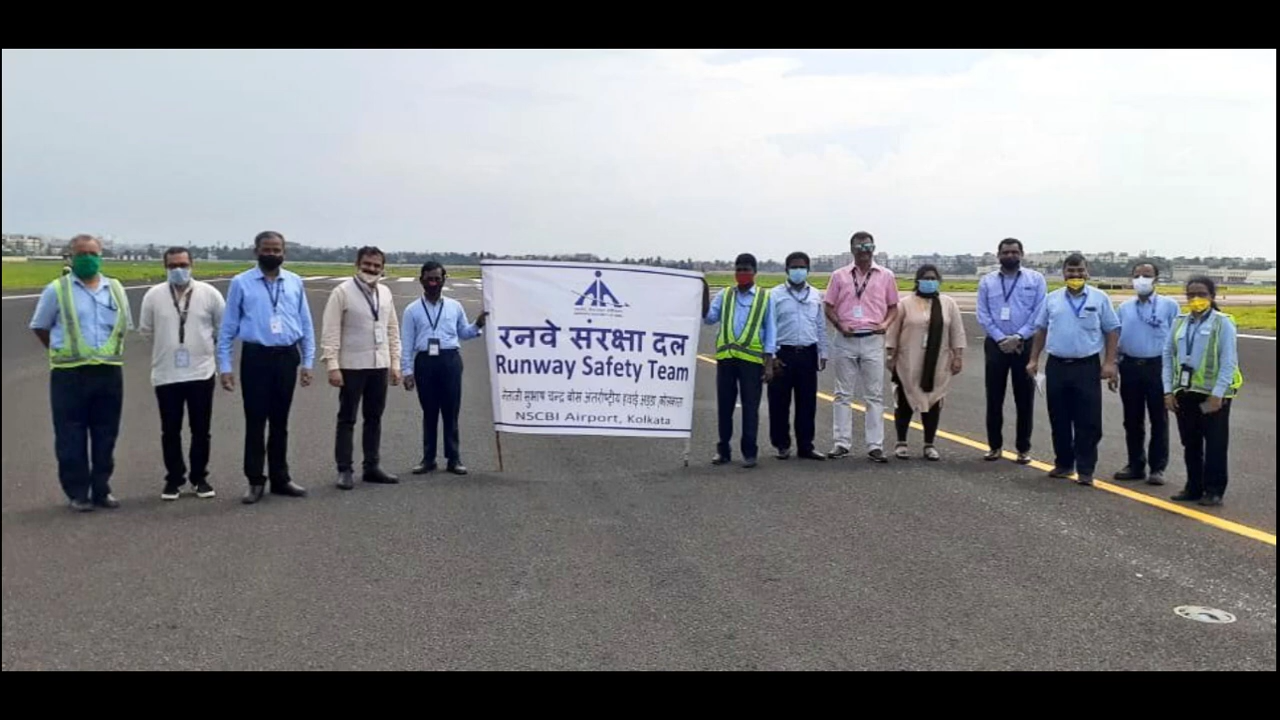 रनवे संरक्षा दल
Runway Safety Team
नेताजी सुभाष चन्द्र बोस अंतर्राष्ट्रीय हवाई अड्डा ,कोलकाता
NSCBI Airport, Kolkata